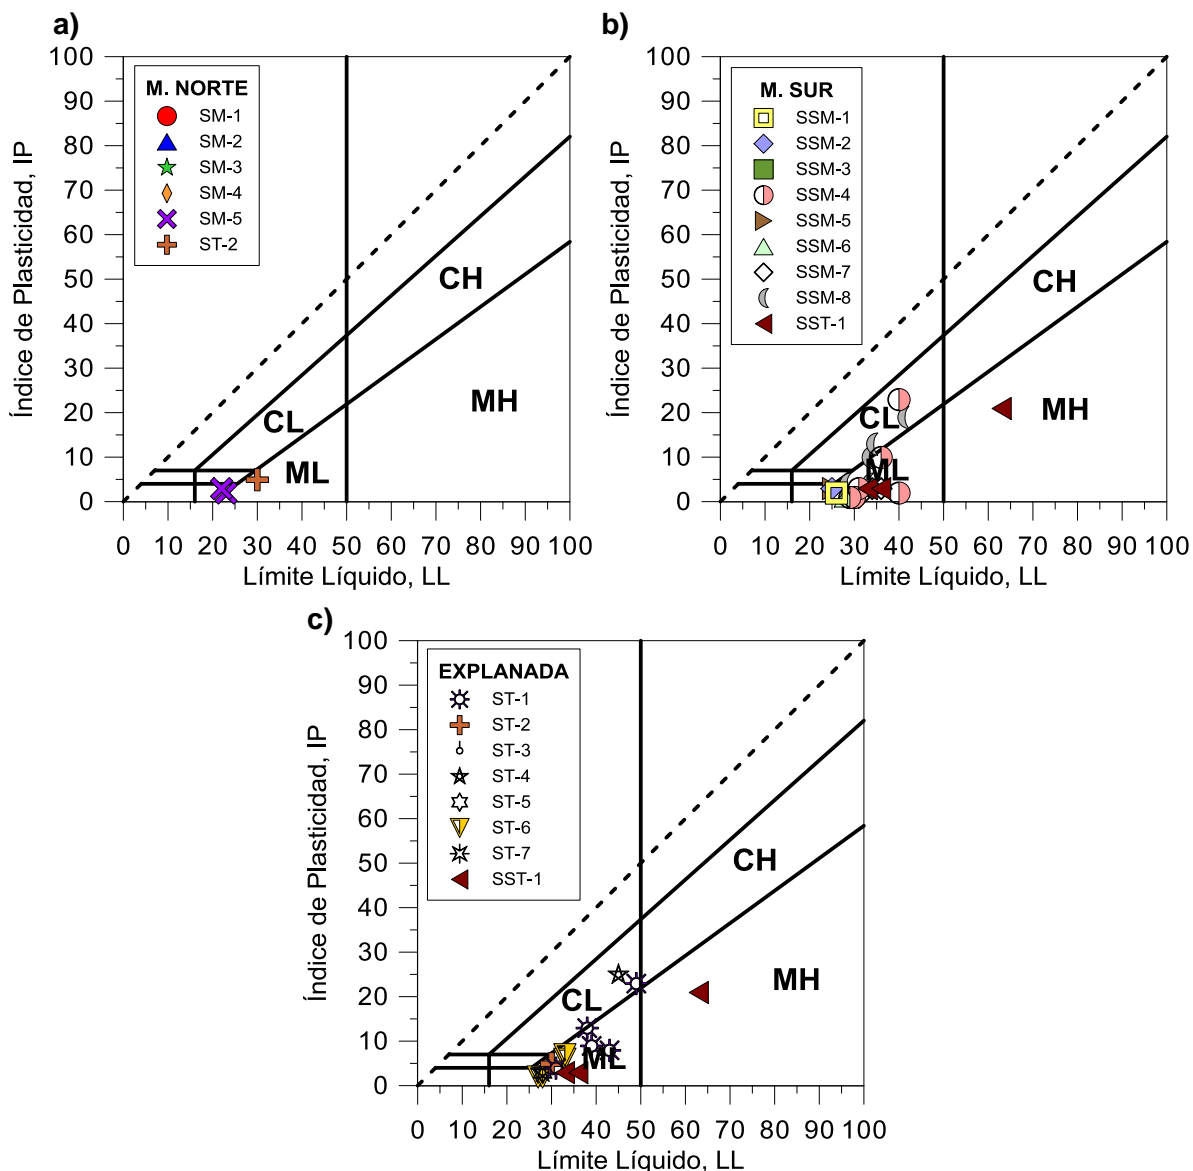 a)
M. NORTE
SM-1
SM-2
SM-3
SM-4
SM-5
ST-2
CH
MH
CL
ML
Índice de Plasticidad, IP
100
90
80
70
60
50
40
30
20
10
0
0 10 20 30 40 50 60 70 80 90 100
Límite Líquido, LL
b)
M. SUR
SSM-1
SSM-2
SSM-3
SSM-4
SSM-5
SSM-6
SSM-7
SSM-8
SST-1
CH
MH
CL
ML
Índice de Plasticidad, IP
100
90
80
70
60
50
40
30
20
10
0
0 10 20 30 40 50 60 70 80 90 100
Límite Líquido, LL
c)
EXPLANADA
ST-1
ST-2
ST-3
ST-4
ST-5
ST-6
ST-7
SST-1
CH
MH
CL
ML
Índice de Plasticidad, IP
100
90
80
70
60
50
40
30
20
10
0
0 10 20 30 40 50 60 70 80 90 100
Límite Líquido, LL